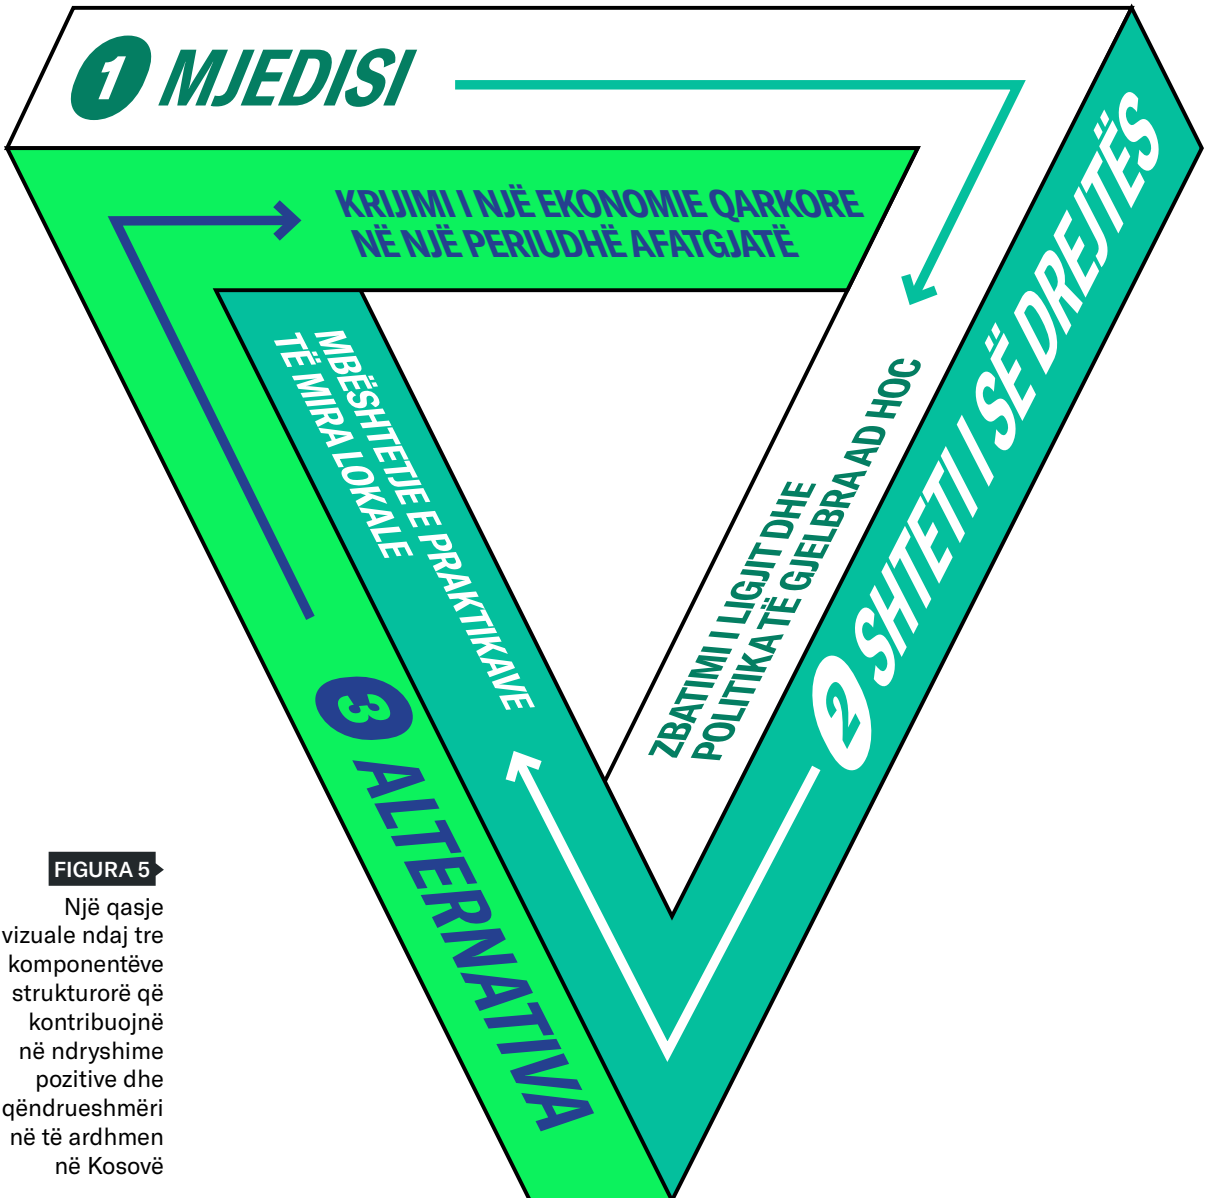 1 MJEDISI
KRIJIMI I NJË EKONOMIE QARKORE
NË NJË PERIUDHË AFATGJATË
ZBATIMI I LIGJIT DHE
POLITIKA TË GJELBRA AD HOC
2 SHTETI I SË DREJTËS
MBËSHTETJE E PRAKTIKAVE
TË MIRA LOKALE
3 ALTERNATIVA
FIGURA 5
Një qasje
vizuale ndaj tre
komponentëve
strukturorë që
kontribuojnë
në ndryshime
pozitive dhe
qëndrueshmëri
në të ardhmen
në Kosovë